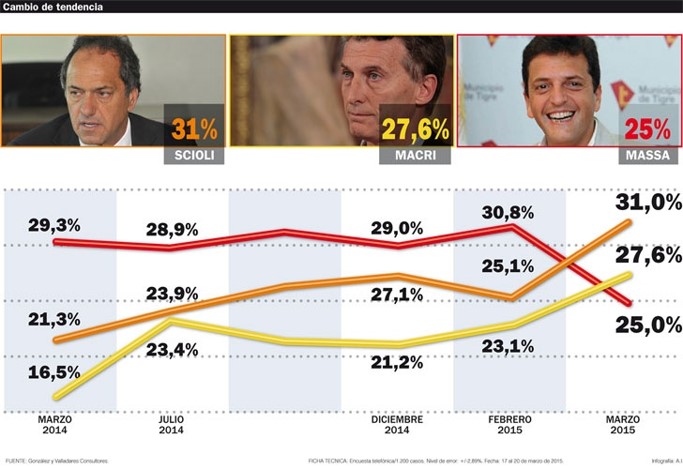 Cambio de tendencia
31%
SCIOLI
27,6%
MACRI
Municipio
de Tigre
25%
MASSA
29,3%
28,9%
29,0%
30,8%
31,0%
21,3%
23,9%
27,1%
25,1%
27,6%
16,5%
23,4%
21,2%
23,1%
25,0%
MARZO
2014
JULIO
2014
DICIEMBRE
2014
FEBRERO
2015
MARZO
2015
FUENTE: González y Valladares Consultores
FICHA TECNICA: Encuesta telefónica/1.200 casos. Nivel de error: +/-2,89%. Fecha: 17 al 20 de marzo de 2015.
Infografía: A.I